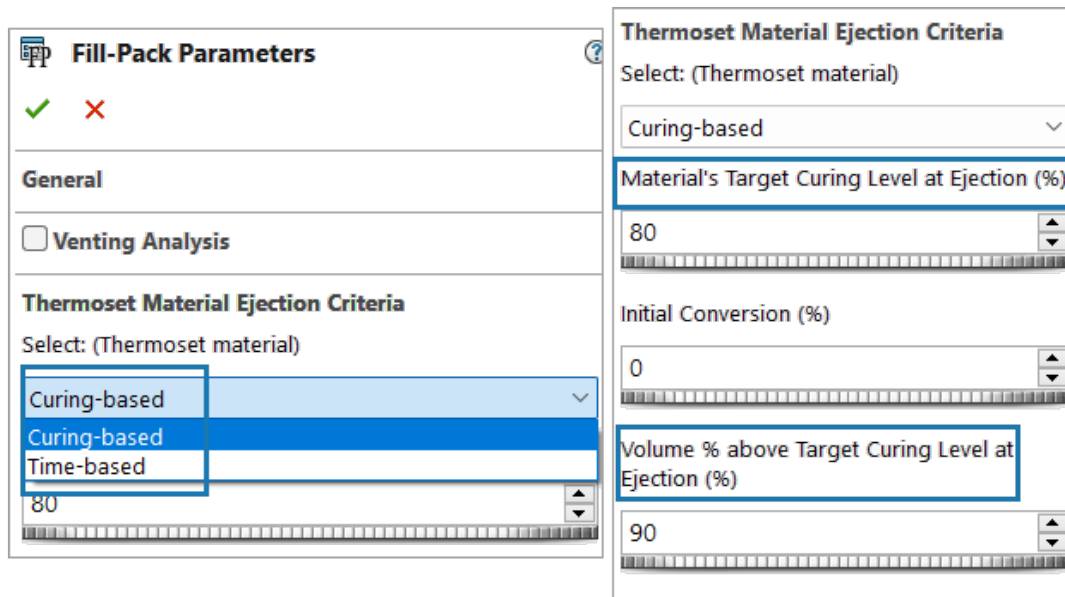 Fill-Pack Parameters
General
Venting Analysis
Thermoset Material Ejection Criteria
Select: (Thermoset material)
Curing-based
Curing-based
Time-based
80
Thermoset Material Ejection Criteria
Select: (Thermoset material)
Curing-based
Material's Target Curing Level at Ejection (%)
80
Initial Conversion (%)
0
Volume % above Target Curing Level at
Ejection (%)
90